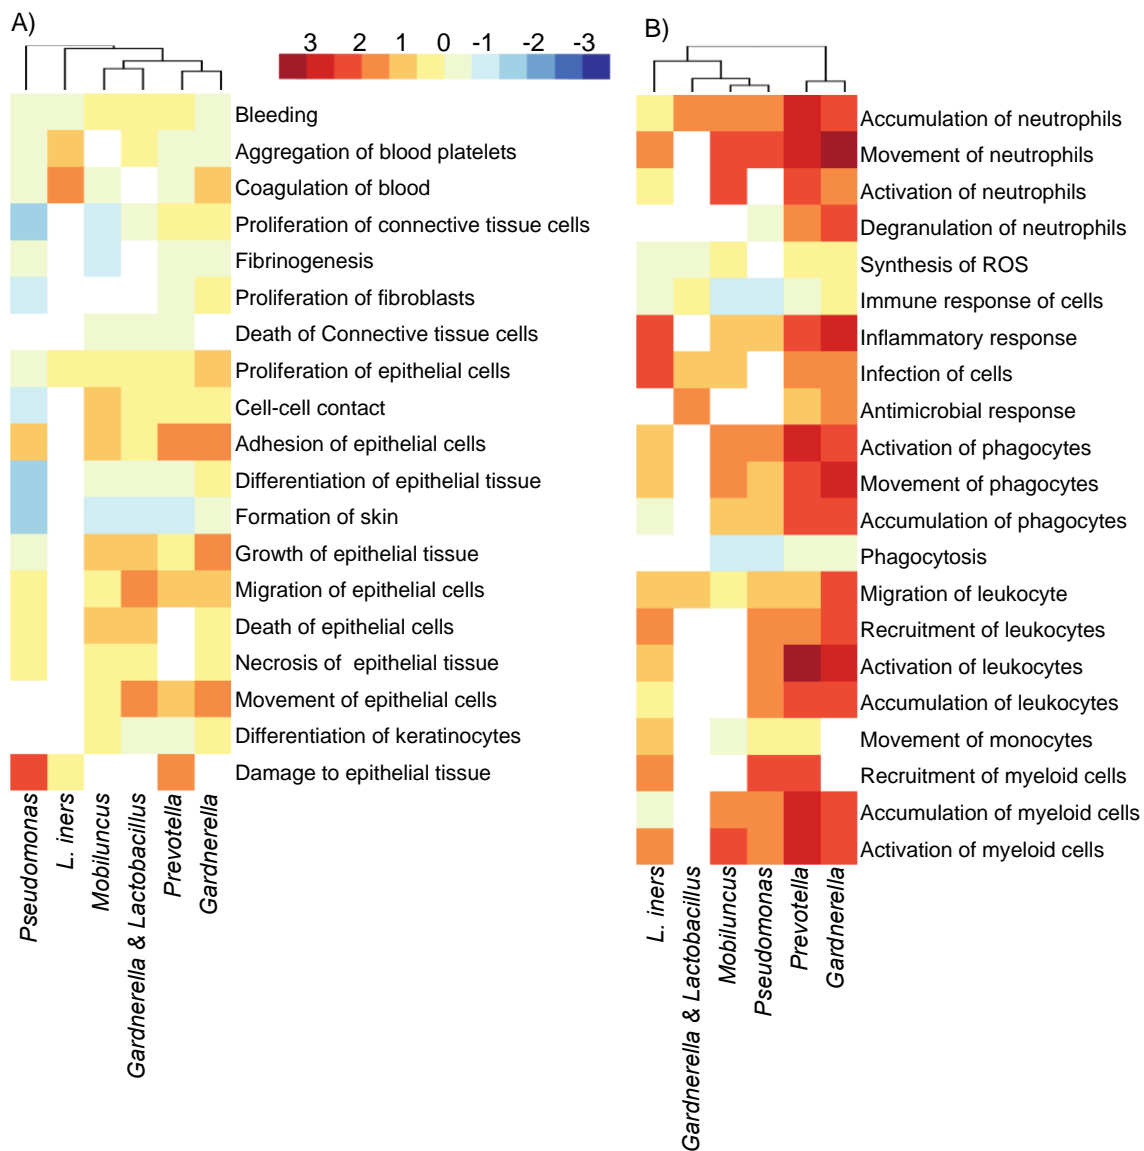 A)
3 2 1 0 -1 -2 -3
Bleeding
Aggregation of blood platelets
Coagulation of blood
Proliferation of connective tissue cells
Fibrinogenesis
Proliferation of fibroblasts
Death of Connective tissue cells
Proliferation of epithelial cells
Cell-cell contact
Adhesion of epithelial cells
Differentiation of epithelial tissue
Formation of skin
Growth of epithelial tissue
Migration of epithelial cells
Death of epithelial cells
Necrosis of epithelial tissue
Movement of epithelial cells
Differentiation of keratinocytes
Damage to epithelial tissue
Pseudomonas
L. iners
Mobiluncus
Gardnerella & Lactobacillus
Prevotella
Gardnerella
B)
Accumulation of neutrophils
Movement of neutrophils
Activation of neutrophils
Degranulation of neutrophils
Synthesis of ROS
Immune response of cells
Inflammatory response
Infection of cells
Antimicrobial response
Activation of phagocytes
Movement of phagocytes
Accumulation of phagocytes
Phagocytosis
Migration of leukocyte
Recruitment of leukocytes
Activation of leukocytes
Accumulation of leukocytes
Movement of monocytes
Recruitment of myeloid cells
Accumulation of myeloid cells
Activation of myeloid cells
L. iners
Gardnerella & Lactobacillus
Mobiluncus
Pseudomonas
Prevotella
Gardnerella